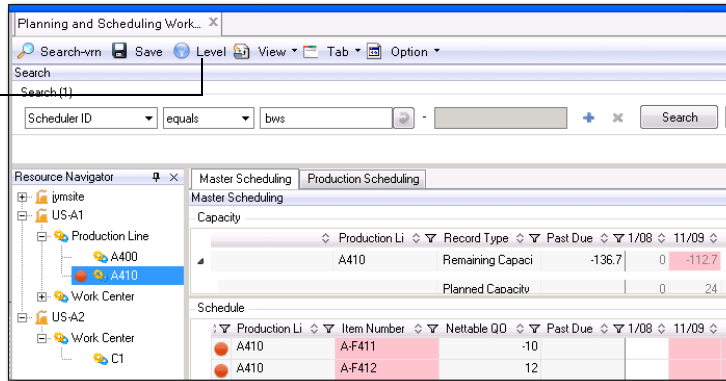 Planning and Scheduling Work...
Search-vrn Save Level View Tab Option
Search
Search (1)
Scheduler ID equals bws - Search
Resource Navigator
jymsite
US-A1
Production Line
A400
A410
Work Center
US-A2
Work Center
C1
Master Scheduling Production Scheduling
Master Scheduling
Capacity
Production Li Record Type Past Due 1/08 11/09
A410 Remaining Capaci -136.7 0 -112.7
Planned Capacity 0 24
Schedule
Production Li Item Number Nettable QO Past Due 1/08 11/09
A410 A-F411 -10
A410 A-F412 12